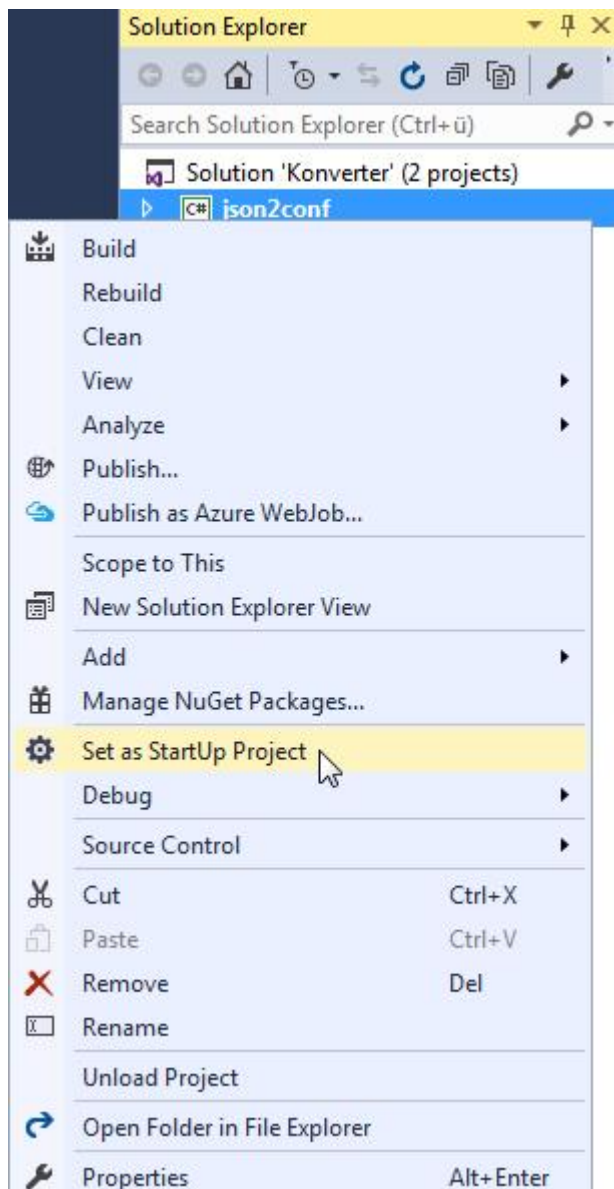 Solution Explorer
Search Solution Explorer (Ctrl+ü)
Solution 'Konverter' (2 projects)
C# json2conf
Build
Rebuild
Clean
View
Analyze
Publish...
Publish as Azure WebJob...
Scope to This
New Solution Explorer View
Add
Manage NuGet Packages...
Set as StartUp Project
Debug
Source Control
Cut Ctrl+X
Paste Ctrl+V
Remove Del
Rename
Unload Project
Open Folder in File Explorer
Properties Alt+Enter